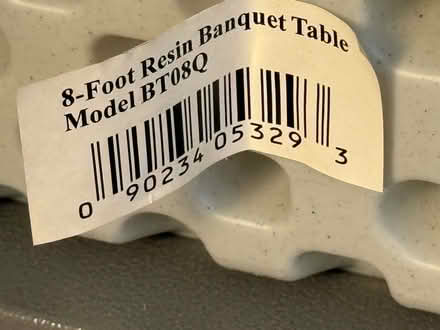 8-Foot Resin Banquet Table
Model BT08Q
0 90234 05329 3